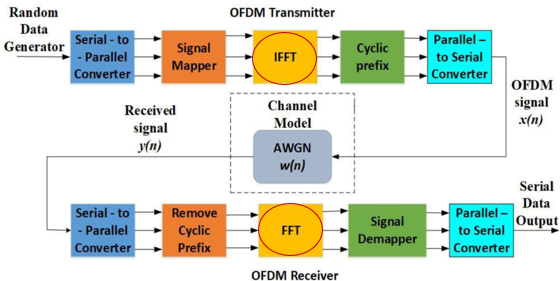 OFDM Transmitter
Random
Data
Generator
Serial - to
- Parallel
Converter
Signal
Mapper
IFFT
Cyclic
prefix
Parallel –
to Serial
Converter
OFDM
signal
x(n)
Received
signal
y(n)
Channel
Model
AWGN
w(n)
Serial - to
- Parallel
Converter
Remove
Cyclic
Prefix
FFT
Signal
Demapper
Parallel –
to Serial
Converter
Serial
Data
Output
OFDM Receiver